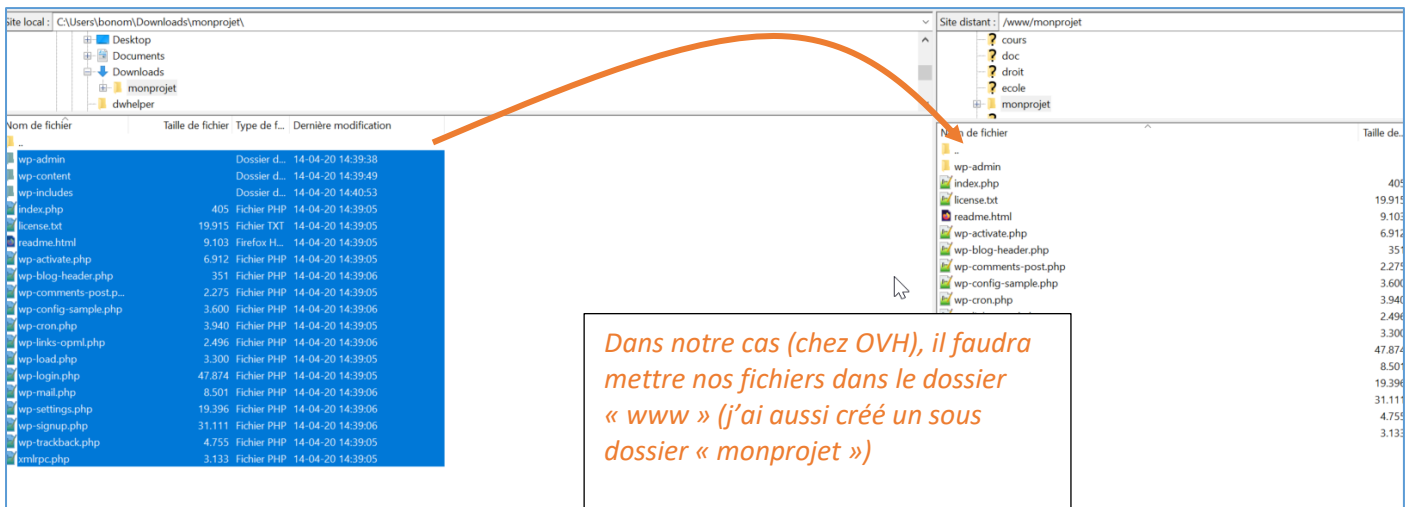 Site local : C:\Users\bonom\Downloads\monprojet\
Desktop
Documents
Downloads
monprojet
dwhelper
Nom de fichier Taille de fichier Type de f... Dernière modification
..
wp-admin Dossier d... 14-04-20 14:39:38
wp-content Dossier d... 14-04-20 14:39:49
wp-includes Dossier d... 14-04-20 14:40:53
index.php 405 Fichier PHP 14-04-20 14:39:05
license.txt 19.915 Fichier TXT 14-04-20 14:39:05
readme.html 9.103 Firefox H... 14-04-20 14:39:05
wp-activate.php 6.912 Fichier PHP 14-04-20 14:39:05
wp-blog-header.php 351 Fichier PHP 14-04-20 14:39:06
wp-comments-post.p... 2.275 Fichier PHP 14-04-20 14:39:05
wp-config-sample.php 3.600 Fichier PHP 14-04-20 14:39:06
wp-cron.php 3.940 Fichier PHP 14-04-20 14:39:05
wp-links-opml.php 2.496 Fichier PHP 14-04-20 14:39:06
wp-load.php 3.300 Fichier PHP 14-04-20 14:39:05
wp-login.php 47.874 Fichier PHP 14-04-20 14:39:05
wp-mail.php 8.501 Fichier PHP 14-04-20 14:39:06
wp-settings.php 19.396 Fichier PHP 14-04-20 14:39:06
wp-signup.php 31.111 Fichier PHP 14-04-20 14:39:06
wp-trackback.php 4.755 Fichier PHP 14-04-20 14:39:05
xmlrpc.php 3.133 Fichier PHP 14-04-20 14:39:05
Site distant : /www/monprojet
cours
doc
droit
ecole
monprojet
de fichier Taille de...
..
wp-admin
index.php 405
license.txt 19.915
readme.html 9.103
wp-activate.php 6.912
wp-blog-header.php 351
wp-comments-post.php 2.275
wp-config-sample.php 3.600
wp-cron.php 3.940
2.496
3.300
47.874
8.501
19.396
31.111
4.755
3.133
Dans notre cas (chez OVH), il faudra
mettre nos fichiers dans le dossier
« www » (j’ai aussi créé un sous
dossier « monprojet »)